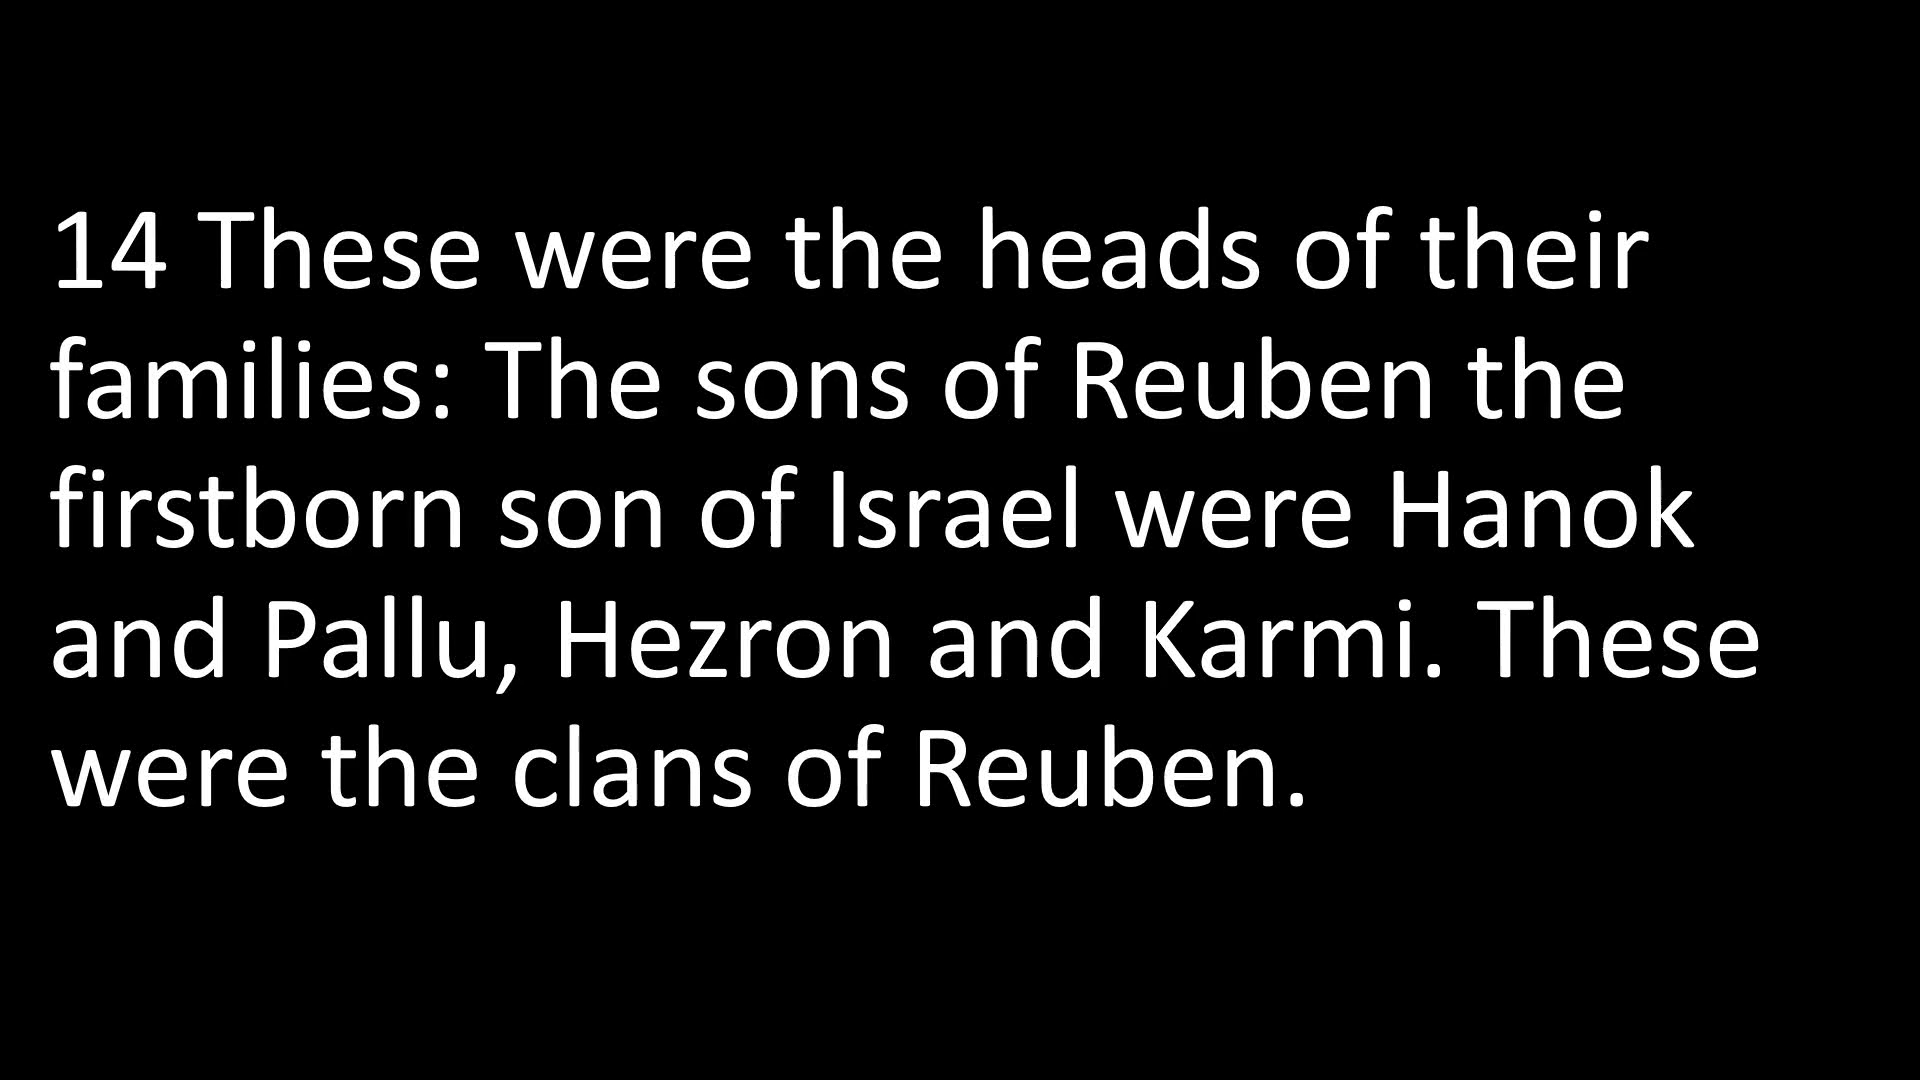 14 These were the heads of their
families: The sons of Reuben the
firstborn son of Israel were Hanok
and Pallu, Hezron and Karmi. These
were the clans of Reuben.